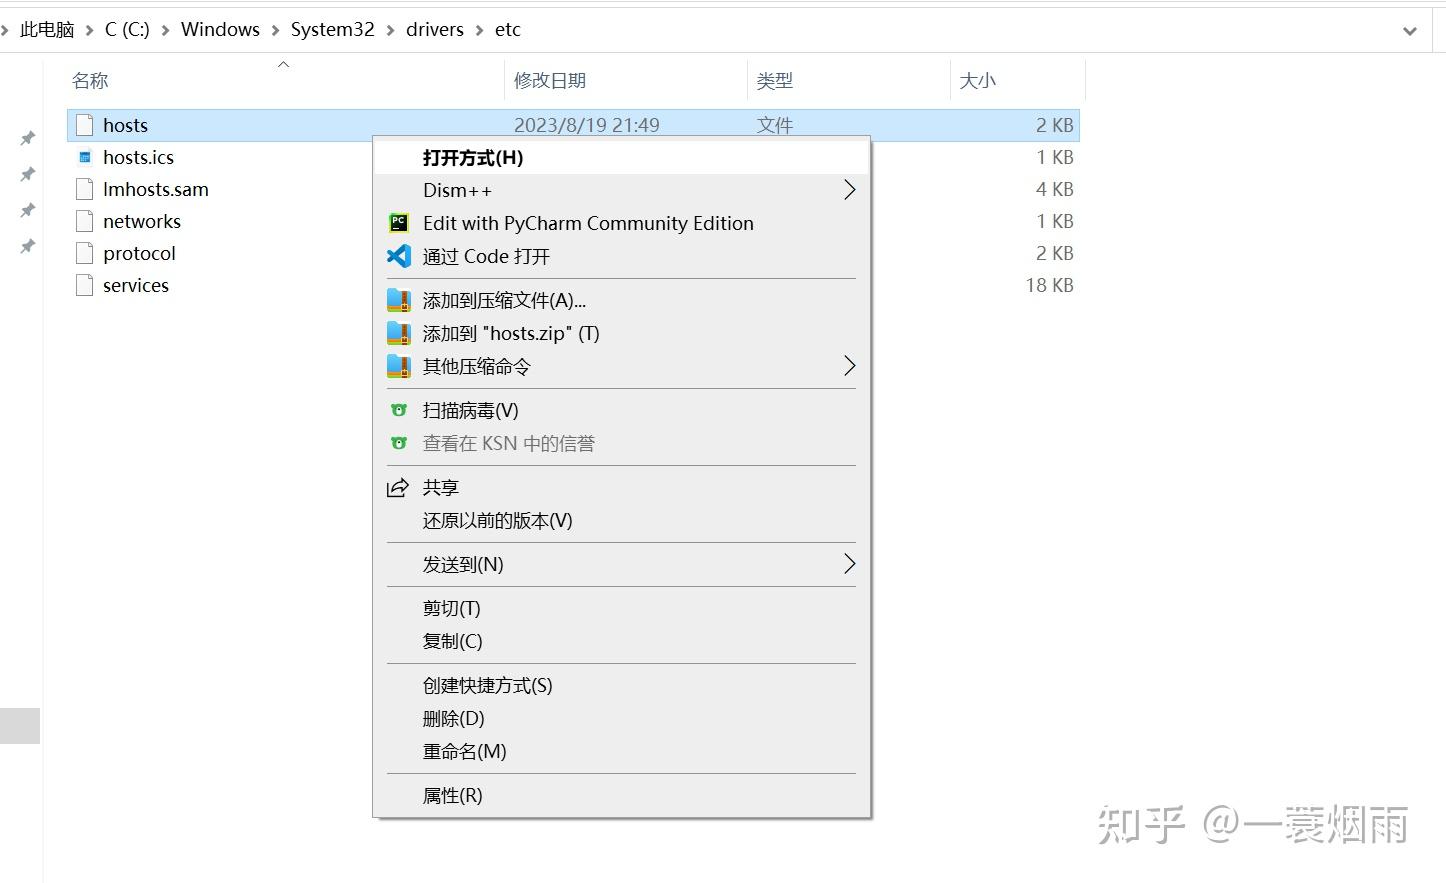 此电脑 > C (C:) > Windows > System32 > drivers > etc
名称 修改日期 类型 大小
hosts 2023/8/19 21:49 文件 2 KB
hosts.ics 1 KB
lmhosts.sam 4 KB
networks 1 KB
protocol 2 KB
services 18 KB
打开方式(H)
Dism++
Edit with PyCharm Community Edition
通过 Code 打开
添加到压缩文件(A)...
添加到 "hosts.zip" (T)
其他压缩命令
扫描病毒(V)
查看在 KSN 中的信誉
共享
还原以前的版本(V)
发送到(N)
剪切(T)
复制(C)
创建快捷方式(S)
删除(D)
重命名(M)
属性(R)
知乎 @一蓑烟雨